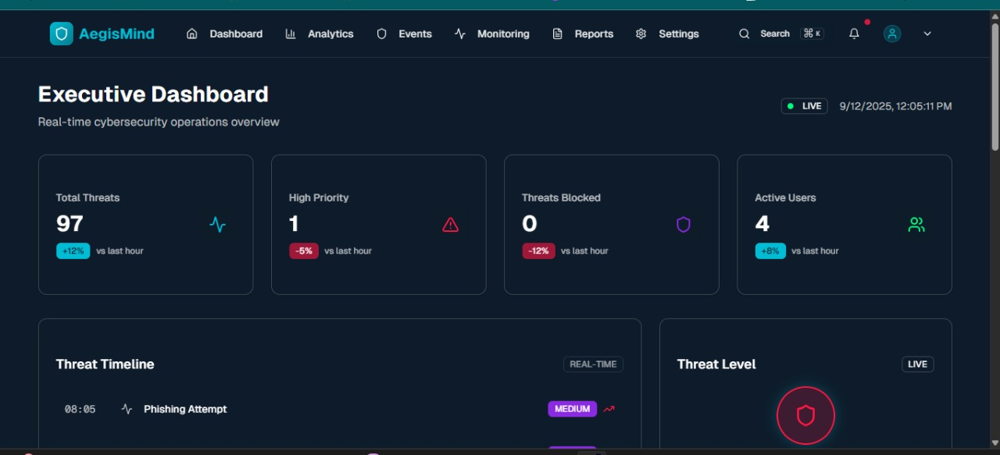 AegisMind Dashboard Analytics Events Monitoring Reports Settings Search ⌘ K
Executive Dashboard
LIVE 9/12/2025, 12:05:11 PM
Real-time cybersecurity operations overview
Total Threats
97
+12% vs last hour
High Priority
1
-5% vs last hour
Threats Blocked
0
-12% vs last hour
Active Users
4
+8% vs last hour
Threat Timeline
REAL-TIME
08:05 Phishing Attempt MEDIUM
Threat Level
LIVE